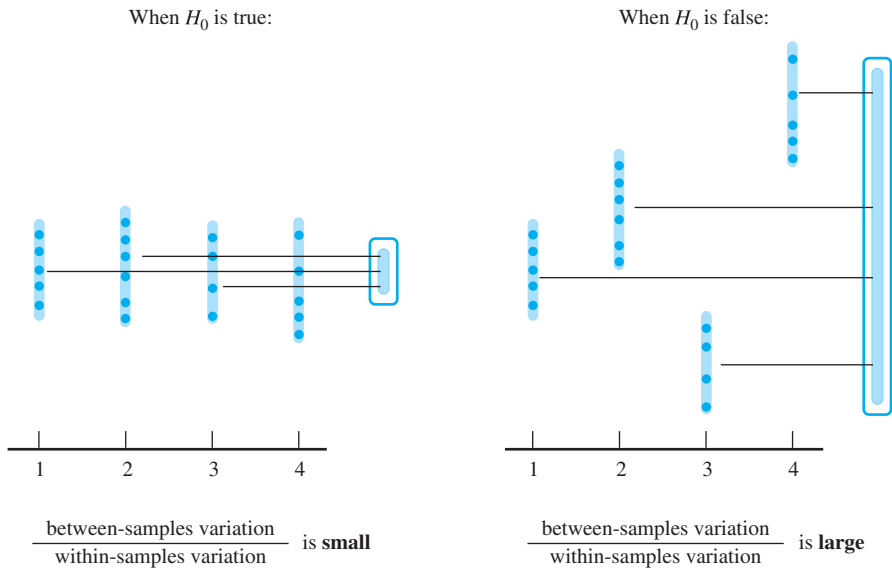 When H₀ is true:
1 2 3 4
between-samples variation
within-samples variation
is small
When H₀ is false:
1 2 3 4
between-samples variation
within-samples variation
is large